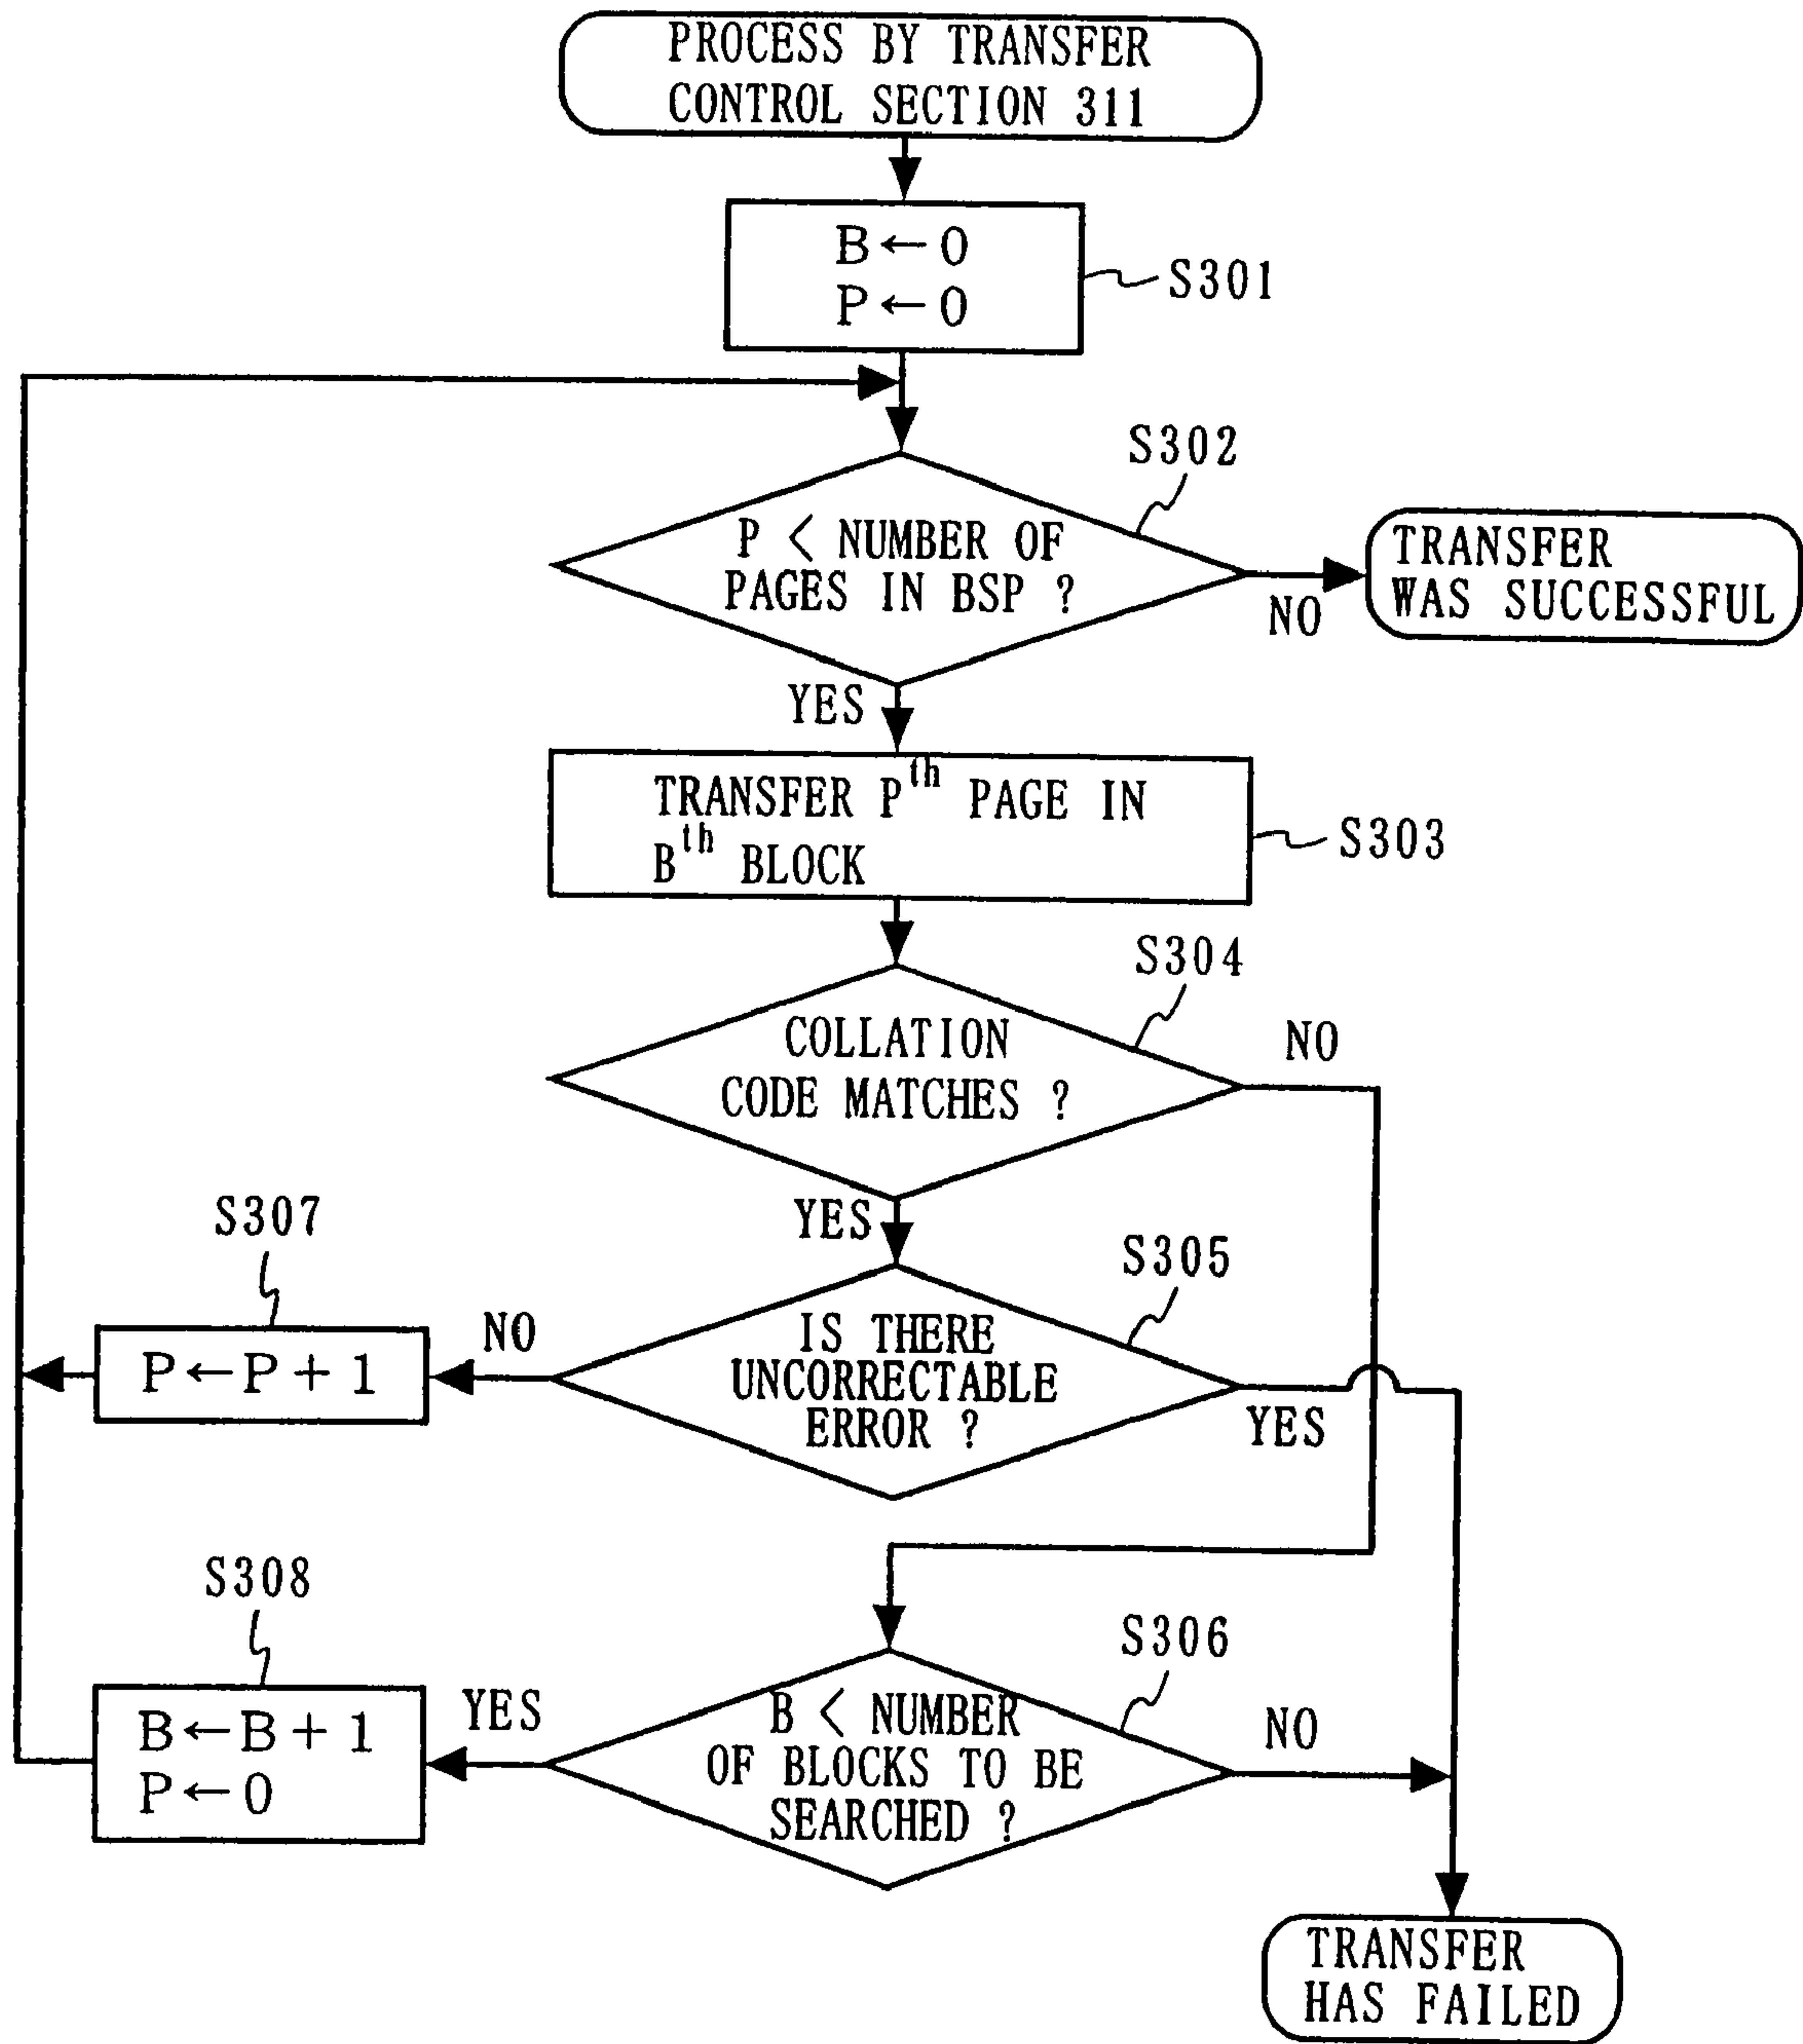 PROCESS BY TRANSFER
CONTROL SECTION 311
B←0
P←0
S301
S302
P < NUMBER OF
PAGES IN BSP ?
NO
TRANSFER
WAS SUCCESSFUL
YES
TRANSFER Pth PAGE IN
Bth BLOCK
S303
S304
COLLATION
CODE MATCHES ?
NO
YES
S307
S305
P←P+1
NO
IS THERE
UNCORRECTABLE
ERROR ?
YES
S308
S306
B←B+1
P←0
YES
B < NUMBER
OF BLOCKS TO BE
SEARCHED ?
NO
TRANSFER
HAS FAILED